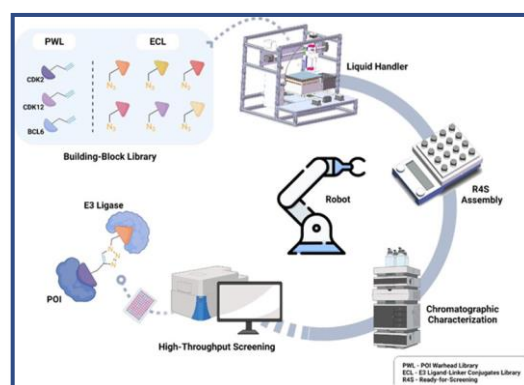 PWL
ECL
CDK2
CDK12
BCL6
N3
N3
N3
N3
N3
N3
Building-Block Library
Liquid Handler
R4S
Assembly
Robot
E3 Ligase
N
N
N
POI
High-Throughput Screening
Chromatographic
Characterization
PWL - POI Warhead Library
ECL - E3 Ligand-Linker Conjugates Library
R4S - Ready-for-Screening